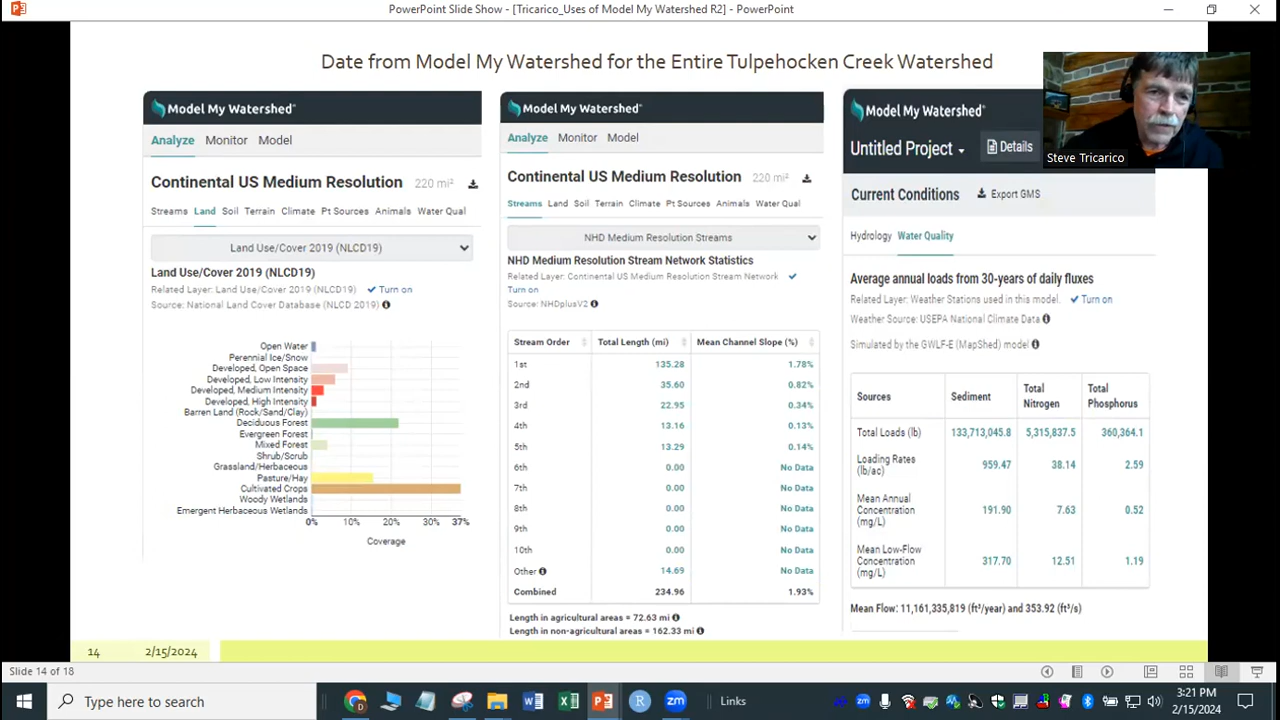 PowerPoint Slide Show - [Tricarico_Uses of Model My Watershed R2] - PowerPoint
Date from Model My Watershed for the Entire Tulpehocken Creek Watershed
Steve Tricarico
Model My Watershed
Analyze Monitor Model
Continental US Medium Resolution 220 mi²
Streams Land Soil Terrain Climate Pt Sources Animals Water Qual
Land Use/Cover 2019 (NLCD19)
Land Use/Cover 2019 (NLCD19)
Related Layer: Land Use/Cover 2019 (NLCD19) Turn on
Source: National Land Cover Database (NLCD 2019)
Open Water
Perennial Ice/Snow
Developed, Open Space
Developed, Low Intensity
Developed, Medium Intensity
Developed, High Intensity
Barren Land (Rock/Sand/Clay)
Deciduous Forest
Evergreen Forest
Mixed Forest
Shrub/Scrub
Grassland/Herbaceous
Pasture/Hay
Cultivated Crops
Woody Wetlands
Emergent Herbaceous Wetlands
0% 10% 20% 30% 37%
Coverage
Model My Watershed
Analyze Monitor Model
Continental US Medium Resolution 220 mi²
Streams Land Soil Terrain Climate Pt Sources Animals Water Qual
NHD Medium Resolution Streams
NHD Medium Resolution Stream Network Statistics
Related Layer: Continental US Medium Resolution Stream Network
Turn on
Source: NHDplusV2
Stream Order Total Length (mi) Mean Channel Slope (%)
1st 135.28 1.78%
2nd 35.60 0.82%
3rd 22.95 0.34%
4th 13.16 0.13%
5th 13.29 0.14%
6th 0.00 No Data
7th 0.00 No Data
8th 0.00 No Data
9th 0.00 No Data
10th 0.00 No Data
Other 14.69 No Data
Combined 234.96 1.93%
Length in agricultural areas = 72.63 mi
Length in non-agricultural areas = 162.33 mi
Model My Watershed
Untitled Project Details
Current Conditions Export GMS
Hydrology Water Quality
Average annual loads from 30-years of daily fluxes
Related Layer: Weather Stations used in this model. Turn on
Weather Source: USEPA National Climate Data
Simulated by the GWLF-E (MapShed) model
Sources Sediment Total Nitrogen Total Phosphorus
Total Loads (lb) 133,713,045.8 5,315,837.5 360,364.1
Loading Rates (lb/ac) 959.47 38.14 2.59
Mean Annual Concentration (mg/L) 191.90 7.63 0.52
Mean Low-Flow Concentration (mg/L) 317.70 12.51 1.19
Mean Flow: 11,161,335,819 (ft³/year) and 353.92 (ft³/s)
14 2/15/2024
Slide 14 of 18
Type here to search
Links
3:21 PM
2/15/2024